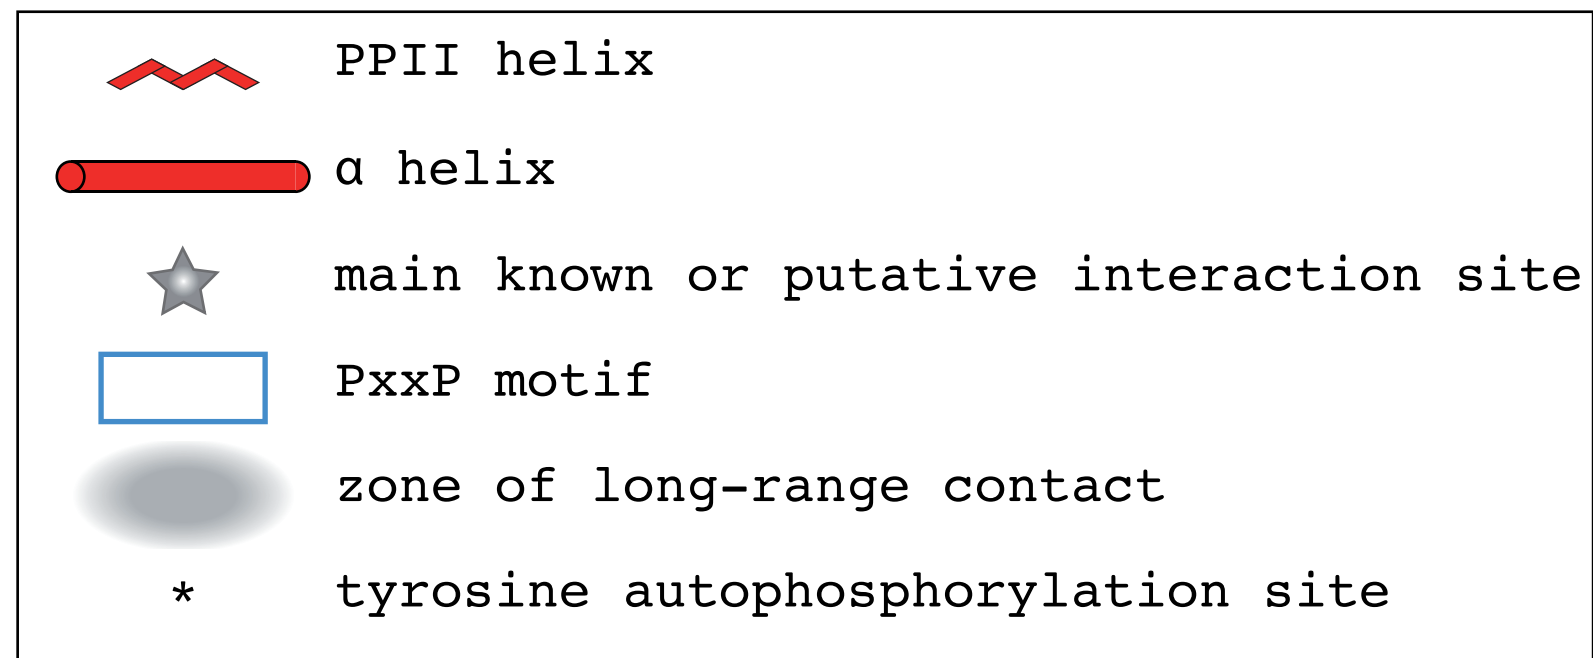 PPII helix
α helix
main known or putative interaction site
PxxP motif
zone of long-range contact
* tyrosine autophosphorylation site